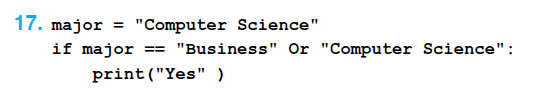 17. major = "Computer Science"
if major == "Business" Or "Computer Science":
print("Yes" )